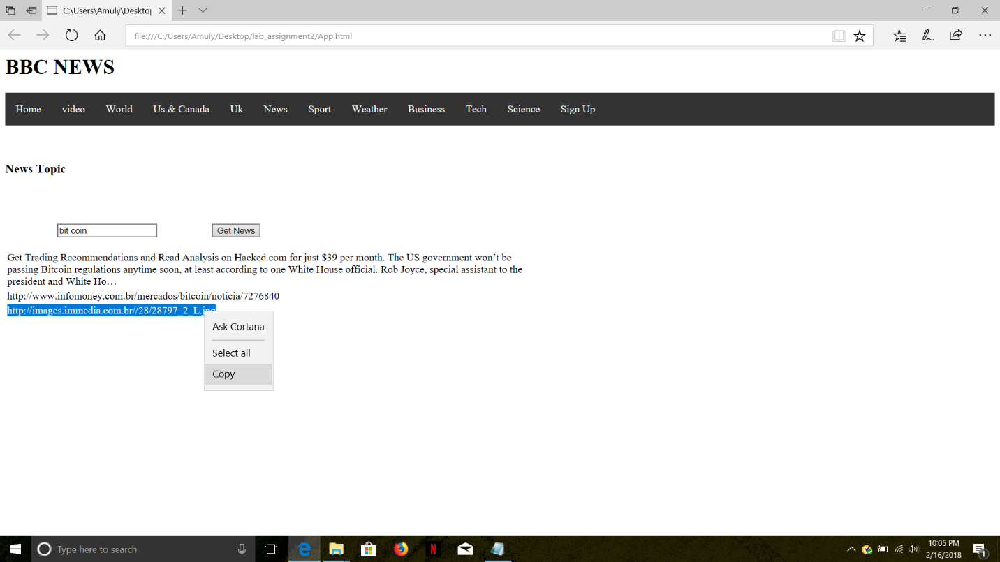 C:\Users\Amuly\Desktop
file:///C:/Users/Amuly/Desktop/lab_assignment2/App.html
BBC NEWS
Home video World Us & Canada Uk News Sport Weather Business Tech Science Sign Up
News Topic
bit coin Get News
Get Trading Recommendations and Read Analysis on Hacked.com for just $39 per month. The US government won’t be
passing Bitcoin regulations anytime soon, at least according to one White House official. Rob Joyce, special assistant to the
president and White Ho…
http://www.infomoney.com.br/mercados/bitcoin/noticia/7276840
http://images.immedia.com.br//28/28797_2_L.jpg
Ask Cortana
Select all
Copy
Type here to search
10:05 PM
2/16/2018
1